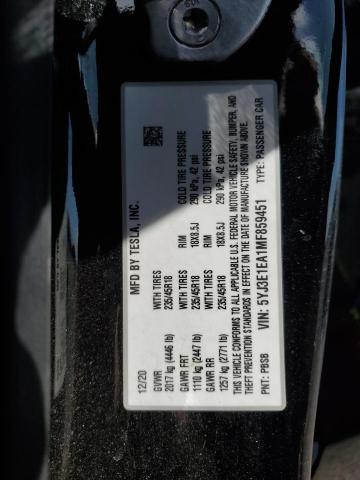 MFD BY TESLA, INC.
12/20
GVWR WITH TIRES RIM COLD TIRE PRESSURE
2017 kg (4446 lb) 235/45R18 18X8.5J 290 kPa, 42 psi
GAWR FRT WITH TIRES RIM COLD TIRE PRESSURE
1110 kg (2447 lb) 235/45R18 18X8.5J 290 kPa, 42 psi
GAWR RR
1257 kg (2771 lb)
THIS VEHICLE CONFORMS TO ALL APPLICABLE U.S. FEDERAL MOTOR VEHICLE SAFETY, BUMPER, AND
THEFT PREVENTION STANDARDS IN EFFECT ON THE DATE OF MANUFACTURE SHOWN ABOVE.
VIN: 5YJ3E1EA1MF859451
PNT: PBSB TYPE: PASSENGER CAR